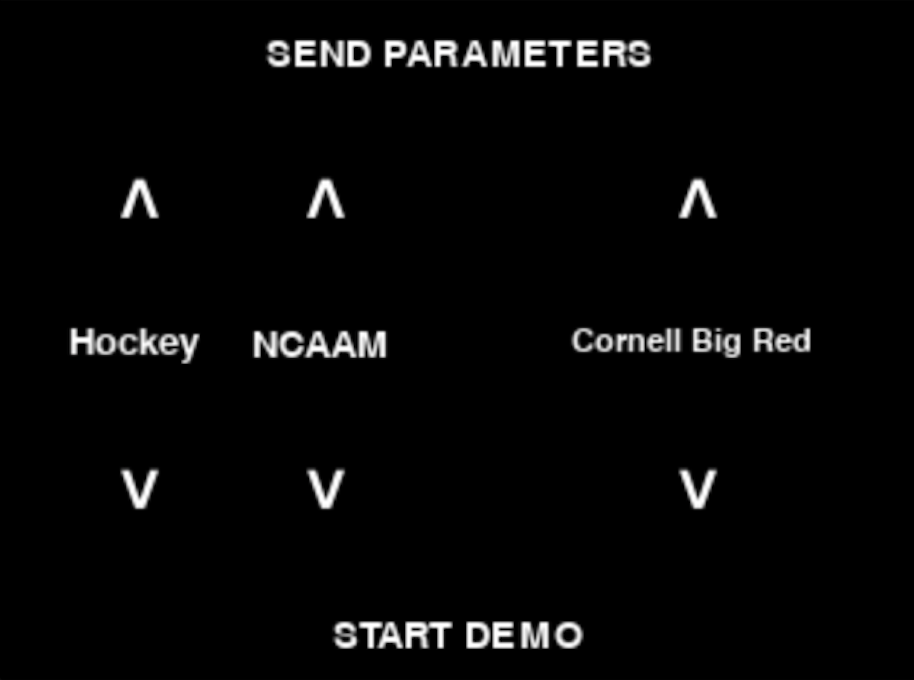 SEND PARAMETERS
Λ Λ Λ
Hockey NCAAM Cornell Big Red
V V V
START DEMO